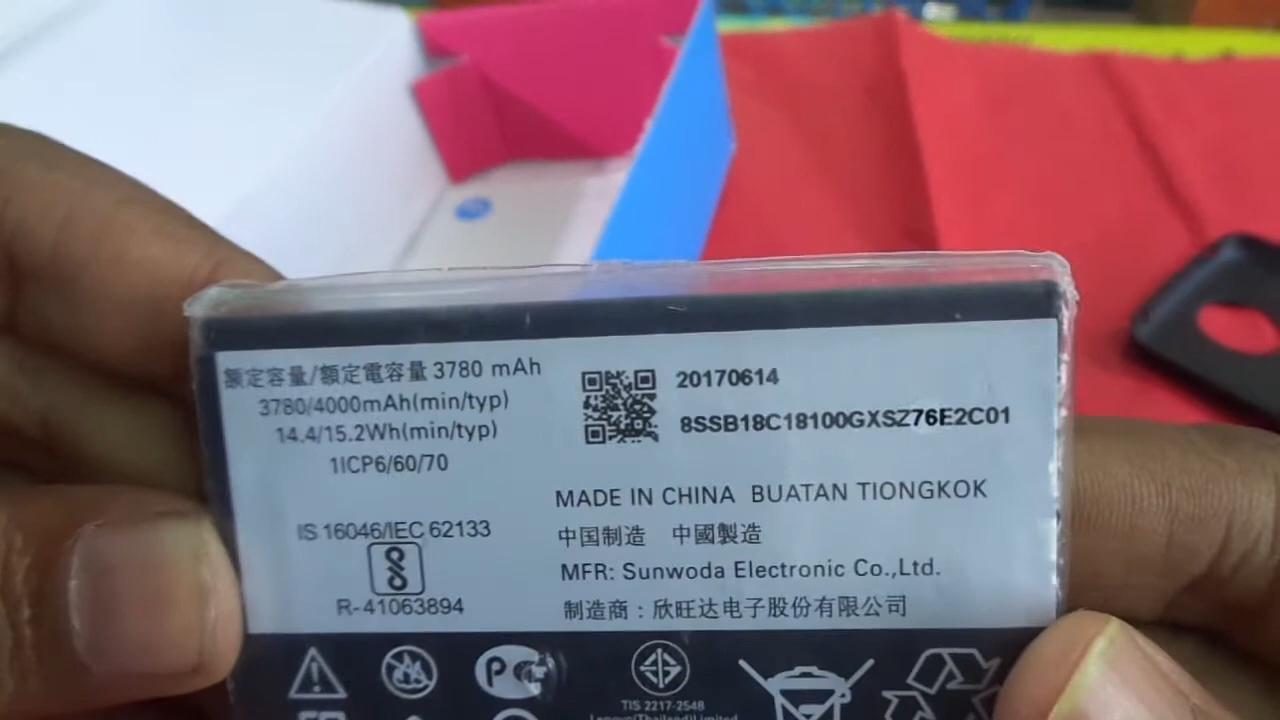 额定容量/額定電容量 3780 mAh
3780/4000mAh(min/typ)
14.4/15.2Wh(min/typ)
1ICP6/60/70
IS 16046/IEC 62133
R-41063894
20170614
8SSB18C18100GXSZ76E2C01
MADE IN CHINA BUATAN TIONGKOK
中国制造 中國製造
MFR: Sunwoda Electronic Co.,Ltd.
制造商：欣旺达电子股份有限公司
TIS 2217-2548
Lenovo(Thailand)Limited